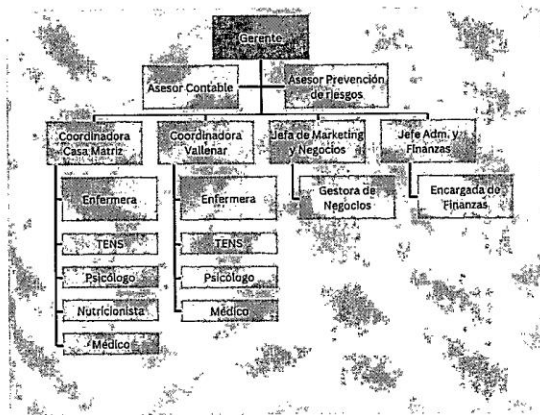 Gerente
Asesor Contable
Asesor Prevención
de riesgos
Coordinadora
Casa Matriz
Coordinadora
Vallenar
Jefa de Marketing
y Negocios
Jefe Adm. y
Finanzas
Enfermera
TENS
Psicólogo
Nutricionista
Médico
Enfermera
TENS
Psicólogo
Médico
Gestora de
Negocios
Encargada de
Finanzas